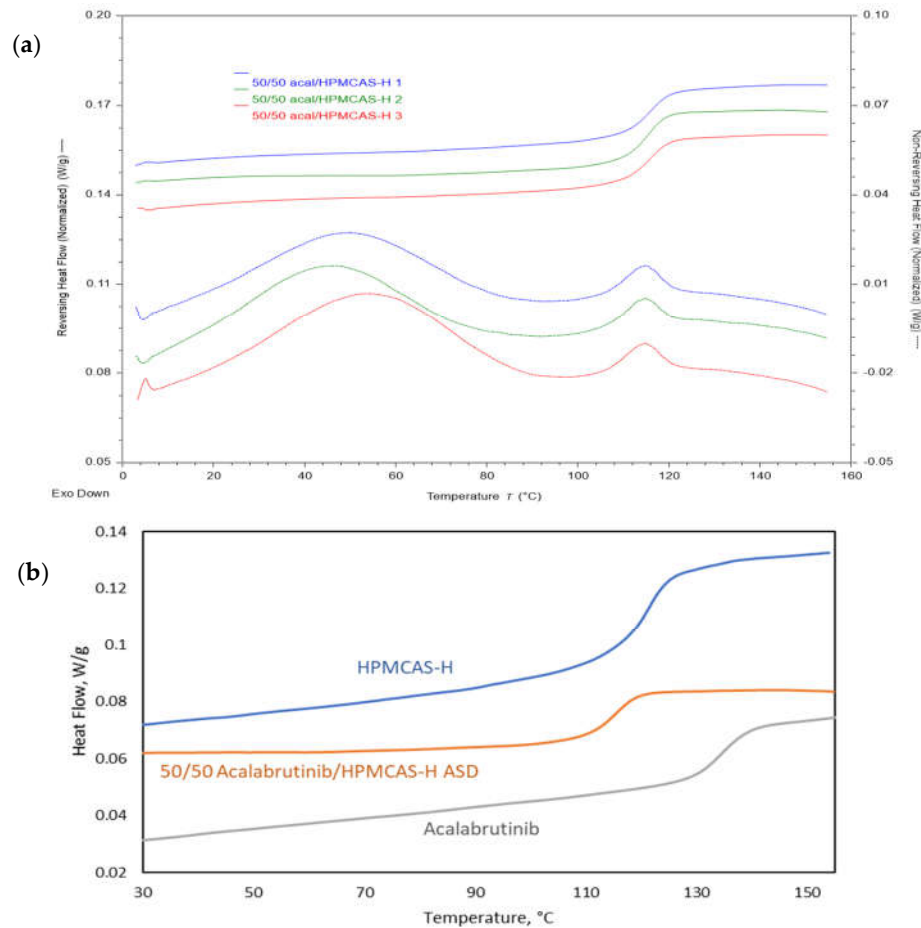 (a)
0.20
0.17
0.14
0.11
0.08
0.05
Reversing Heat Flow (Normalized) (W/g) —
50/50 acal/HPMCAS-H 1
50/50 acal/HPMCAS-H 2
50/50 acal/HPMCAS-H 3
0.10
0.07
0.04
0.01
-0.02
-0.05
Non-Reversing Heat Flow (Normalized) (W/g) —
0 20 40 60 80 100 120 140 160
Exo Down
Temperature T (°C)
(b)
0.14
0.12
0.1
0.08
0.06
0.04
0.02
Heat Flow, W/g
HPMCAS-H
50/50 Acalabrutinib/HPMCAS-H ASD
Acalabrutinib
30 50 70 90 110 130 150
Temperature, °C